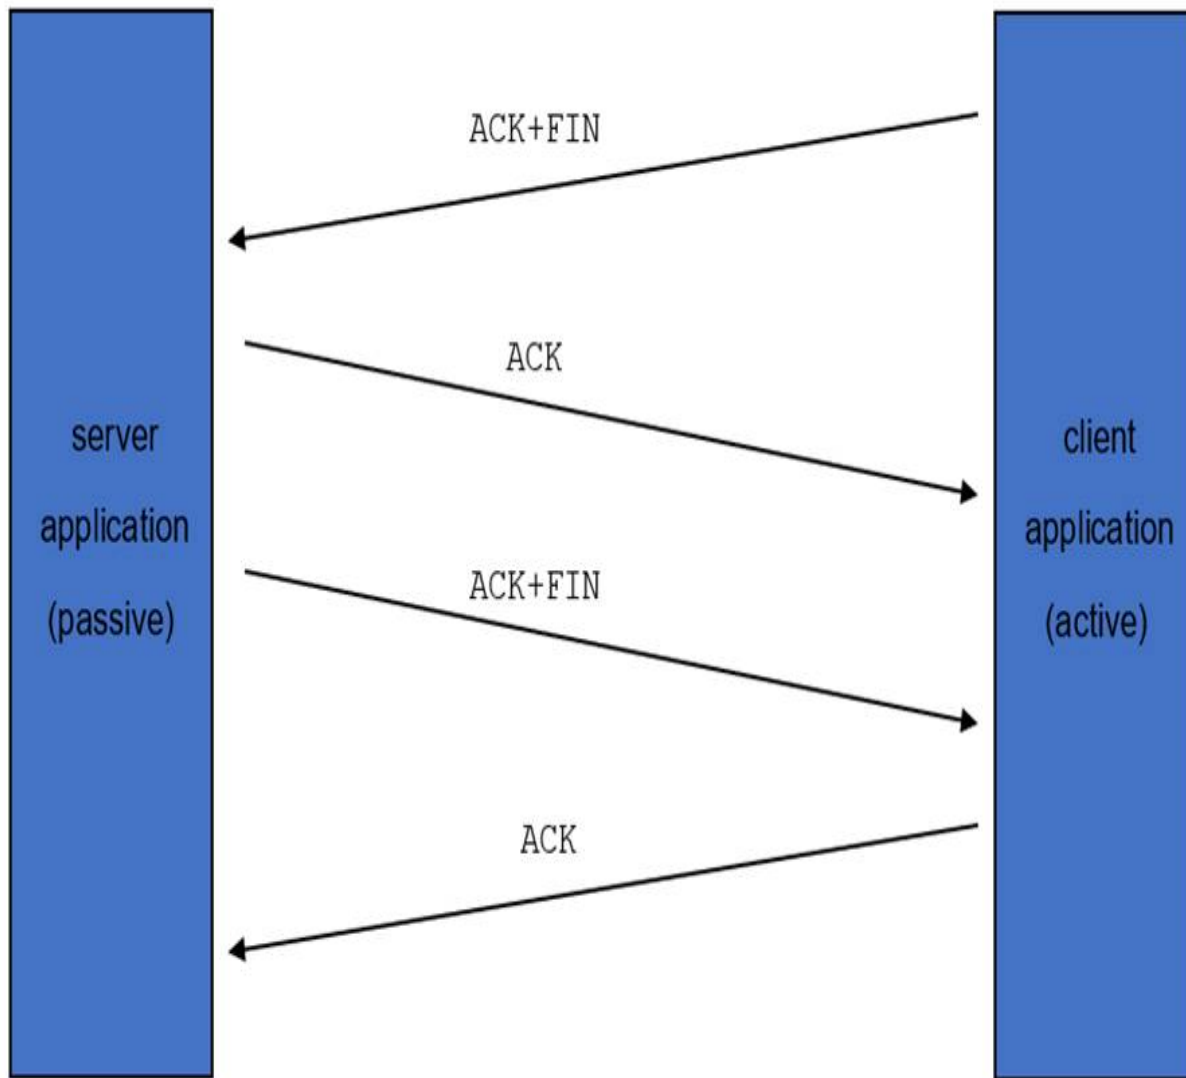 ACK+FIN
ACK
server
application
(passive)
client
application
(active)
ACK+FIN
ACK